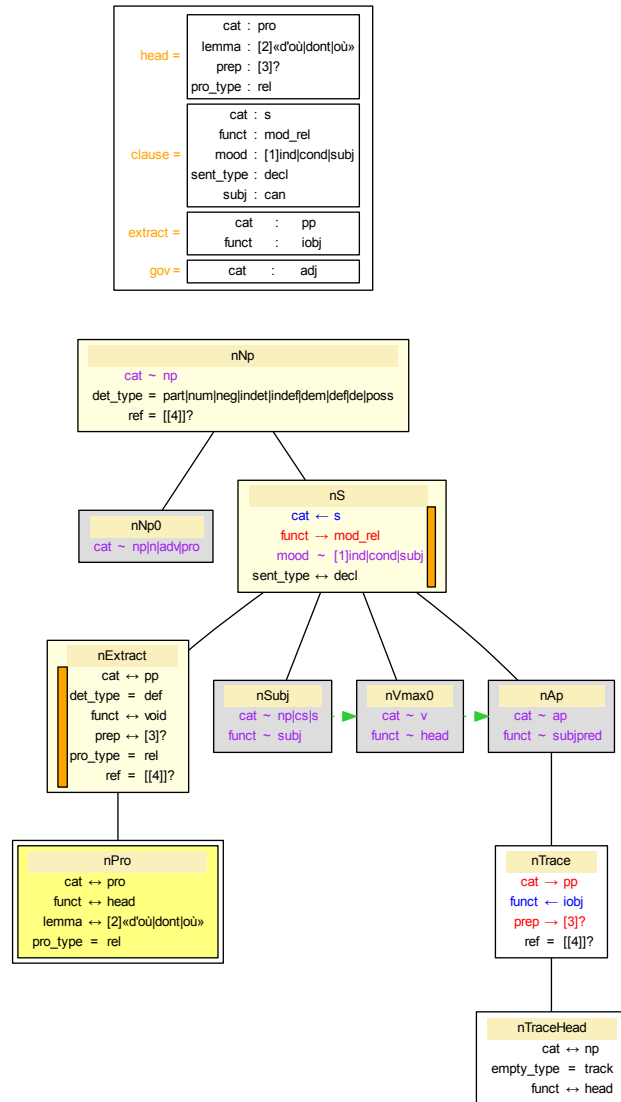 head =
cat : pro
lemma : [2]«d'où|dont|où»
prep : [3]?
pro_type : rel
clause =
cat : s
funct : mod_rel
mood : [1]ind|cond|subj
sent_type : decl
subj : can
extract =
cat : pp
funct : iobj
gov =
cat : adj
nNp
cat ~ np
det_type = part|num|neg|indet|indef|dem|def|de|poss
ref = [[4]]?
nNp0
cat ~ np|n|adv|pro
nS
cat ← s
funct → mod_rel
mood ~ [1]ind|cond|subj
sent_type ↔ decl
nExtract
cat ↔ pp
det_type = def
funct ↔ void
prep ↔ [3]?
pro_type = rel
ref = [[4]]?
nSubj
cat ~ np|cs|s
funct ~ subj
nVmax0
cat ~ v
funct ~ head
nAp
cat ~ ap
funct ~ subjpred
nPro
cat ↔ pro
funct ↔ head
lemma ↔ [2]«d'où|dont|où»
pro_type = rel
nTrace
cat → pp
funct ← iobj
prep → [3]?
ref = [[4]]?
nTraceHead
cat ↔ np
empty_type = track
funct ↔ head